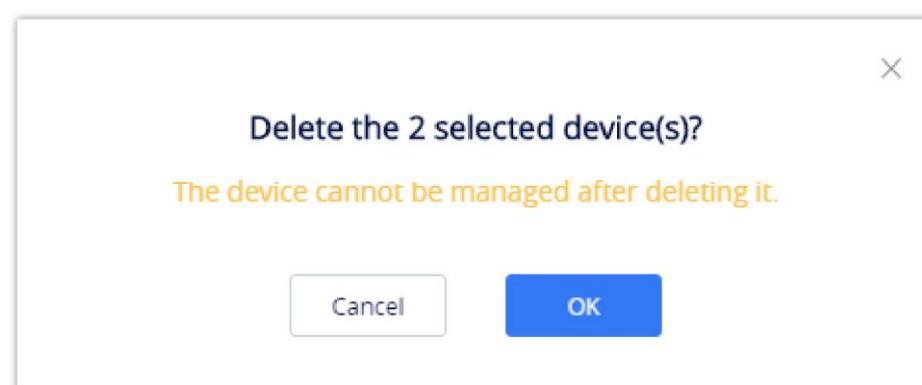 Delete the 2 selected device(s)?
The device cannot be managed after deleting it.
Cancel
OK